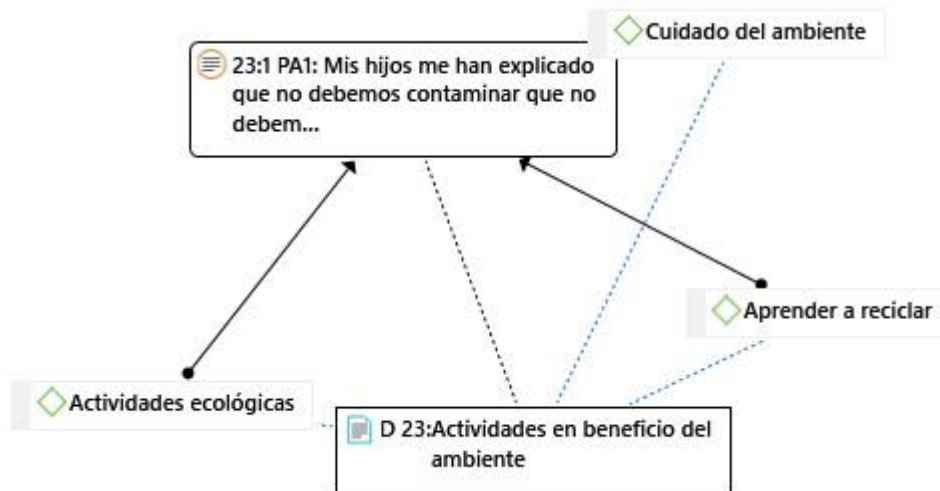 Cuidado del ambiente
23:1 PA1: Mis hijos me han explicado
que no debemos contaminar que no
debem...
Aprender a reciclar
Actividades ecológicas
D 23:Actividades en beneficio del
ambiente